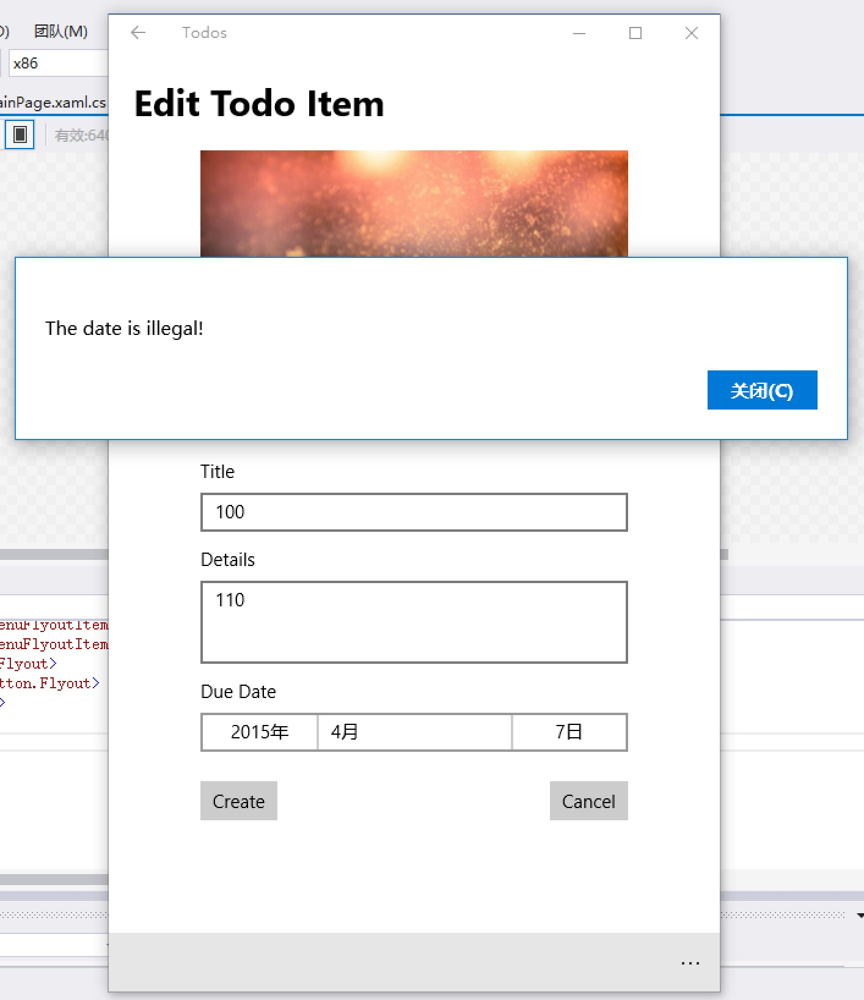 团队(M)
x86
ainPage.xaml.cs
有效:640
Todos
Edit Todo Item
The date is illegal!
关闭(C)
Title
100
Details
110
enuFlyoutItem
enuFlyoutItem
Flyout>
tton.Flyout>
>
Due Date
2015年 4月 7日
Create Cancel
...